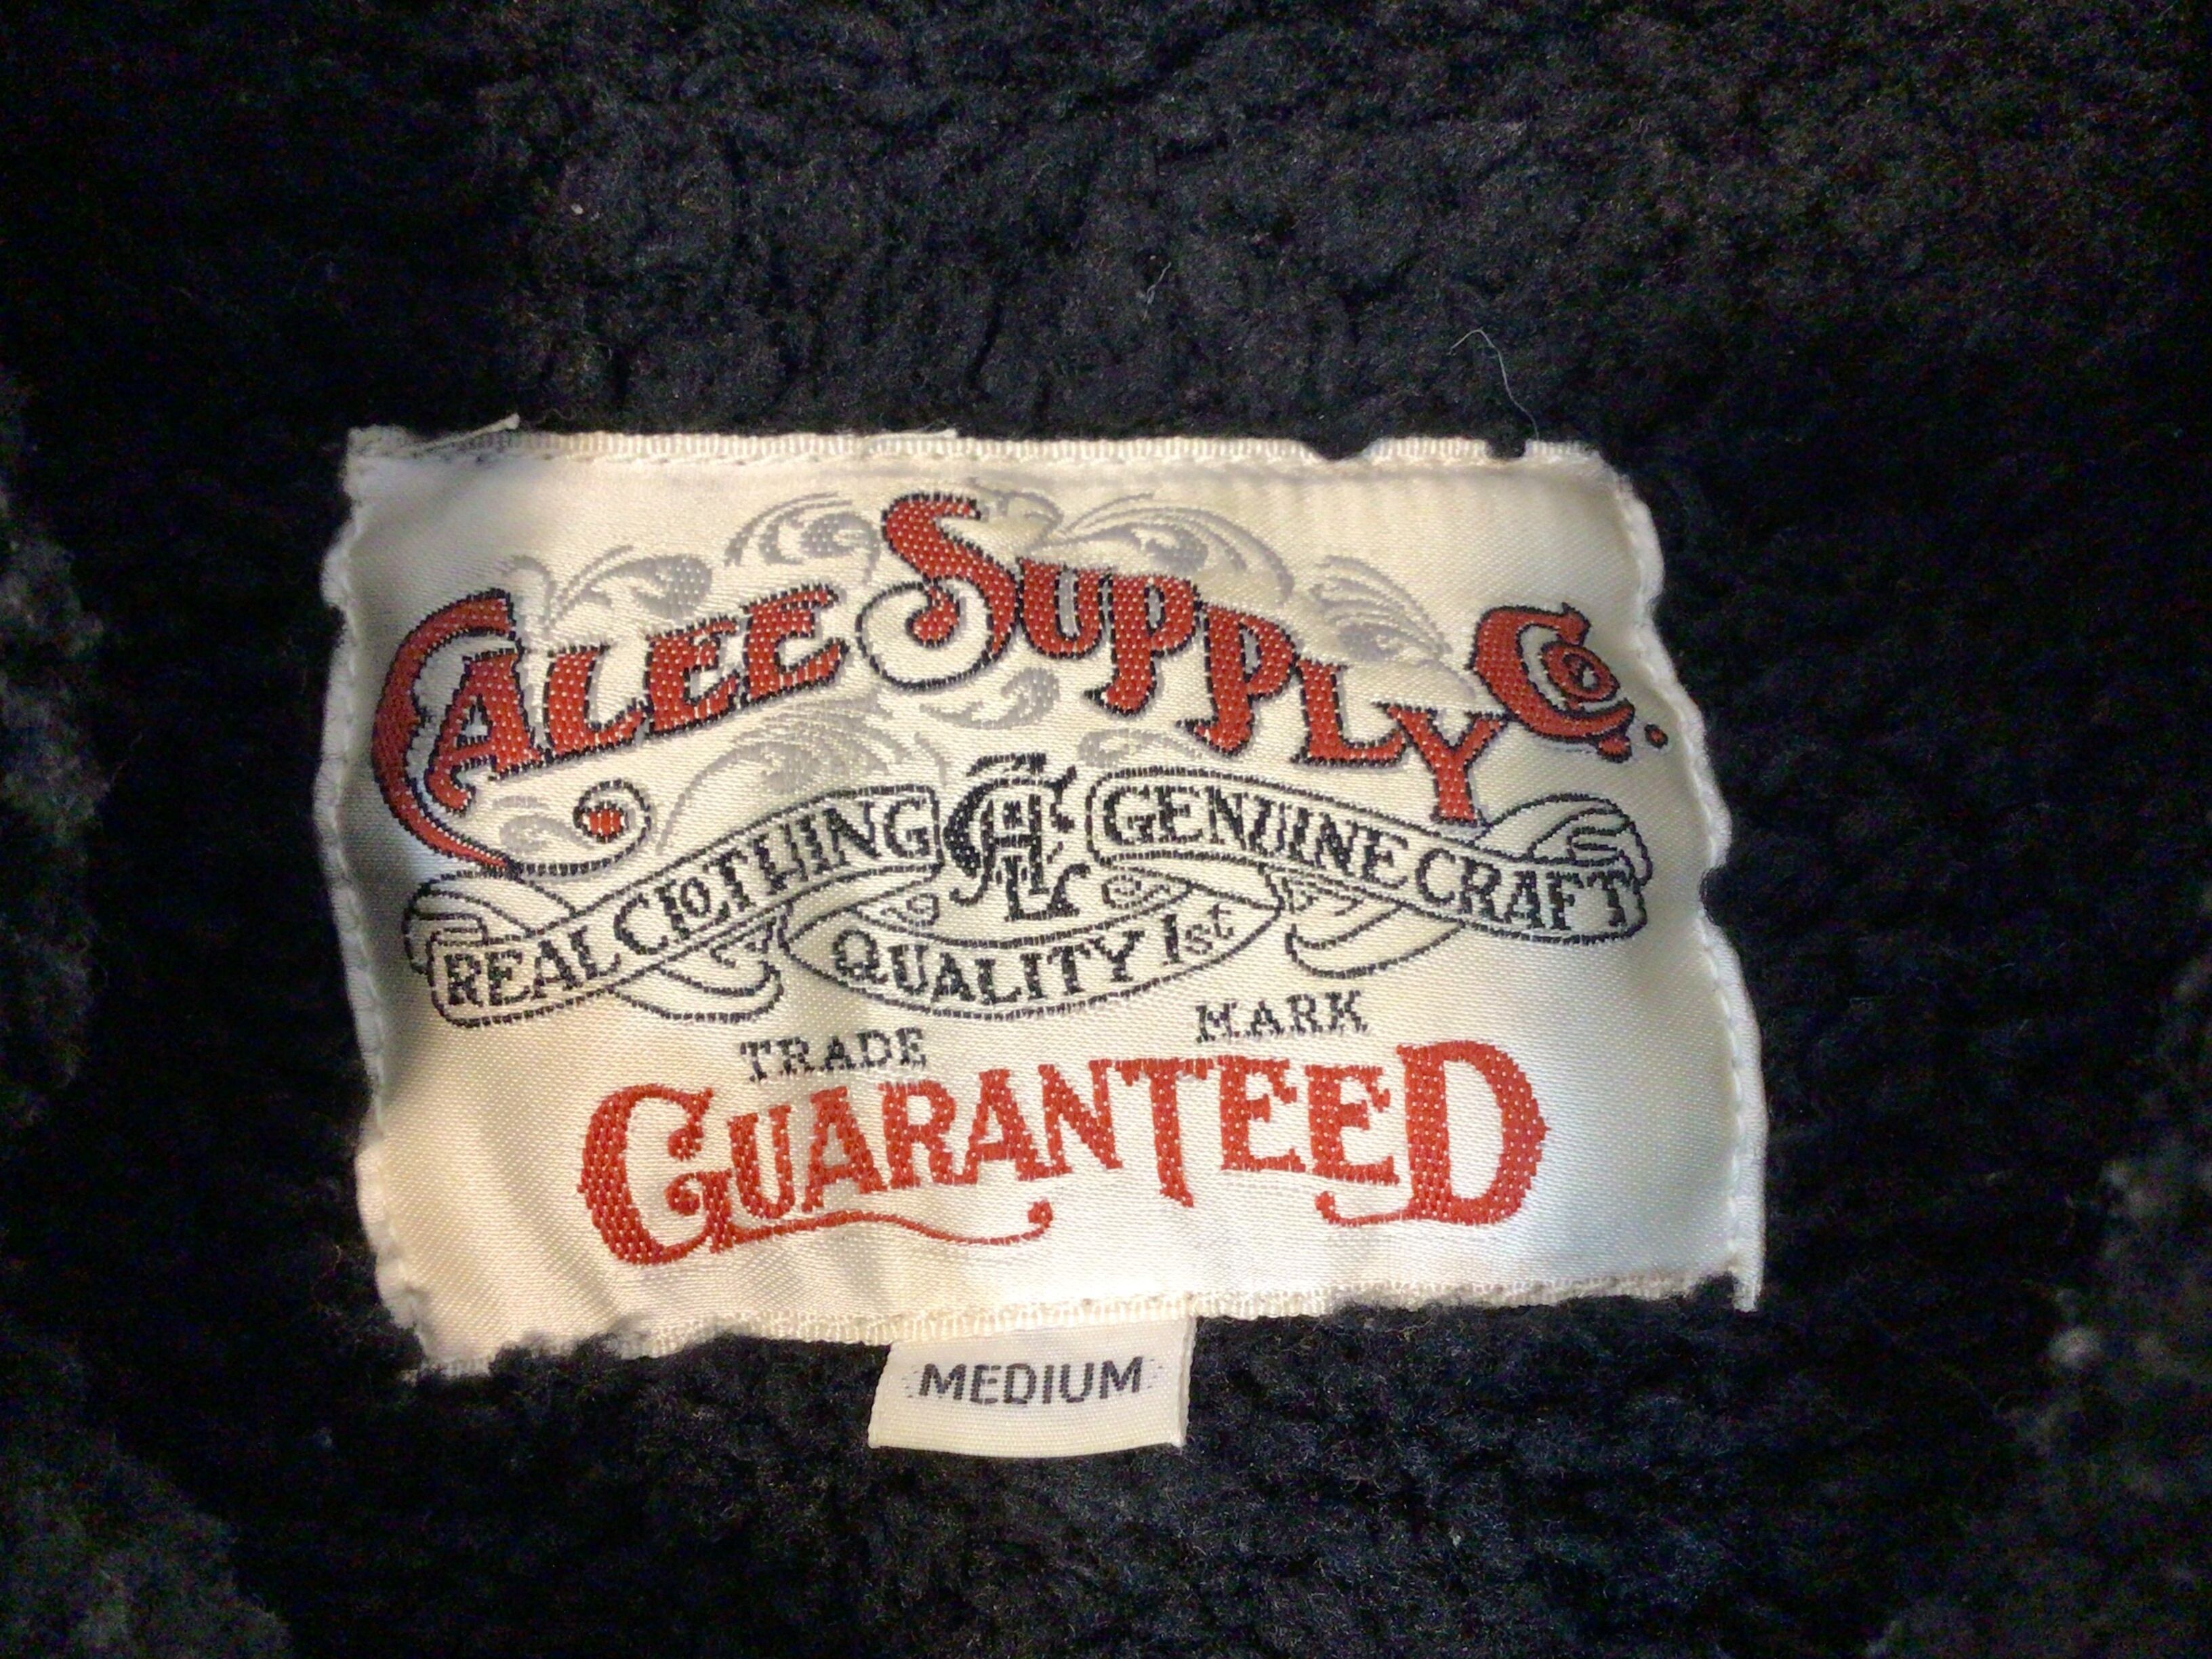 CALEE SUPPLY Co.
REAL CLOTHING GENUINE CRAFT
QUALITY 1st
TRADE MARK
GUARANTEED
MEDIUM